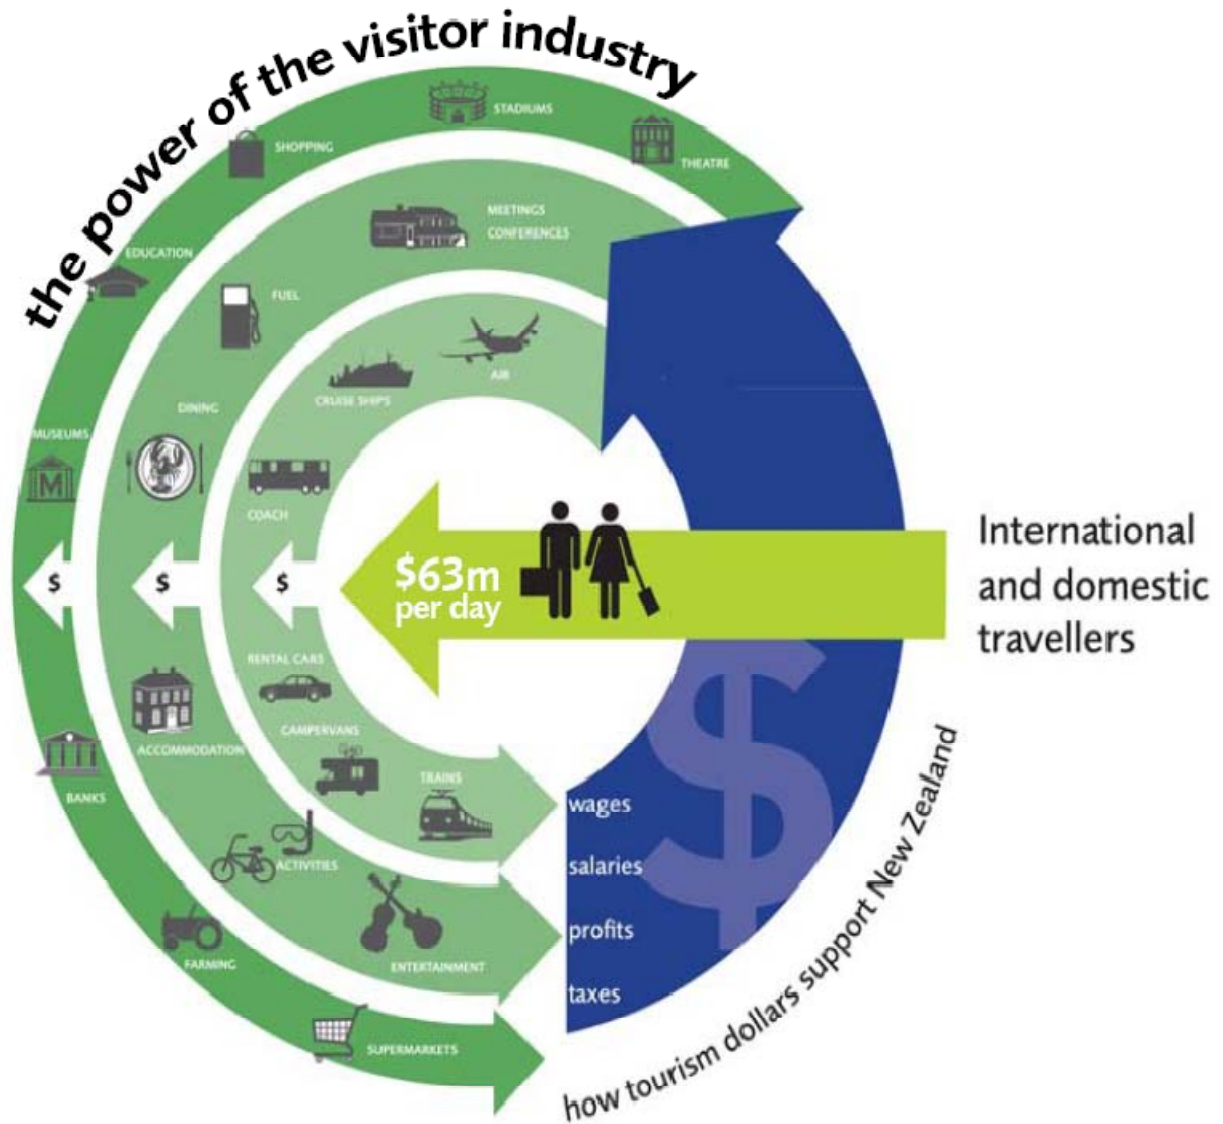 the power of the visitor industry
STADIUMS
THEATRE
SHOPPING
MEETINGS
CONFERENCES
EDUCATION
FUEL
AIR
CRUISE SHIPS
DINING
MUSEUMS
M
COACH
International
and domestic
travellers
$63m
per day
$
$
$
RENTAL CARS
CAMPERVANS
ACCOMMODATION
TRAINS
BANKS
wages
$
ACTIVITIES
salaries
profits
FARMING
ENTERTAINMENT
taxes
SUPERMARKETS
how tourism dollars support New Zealand